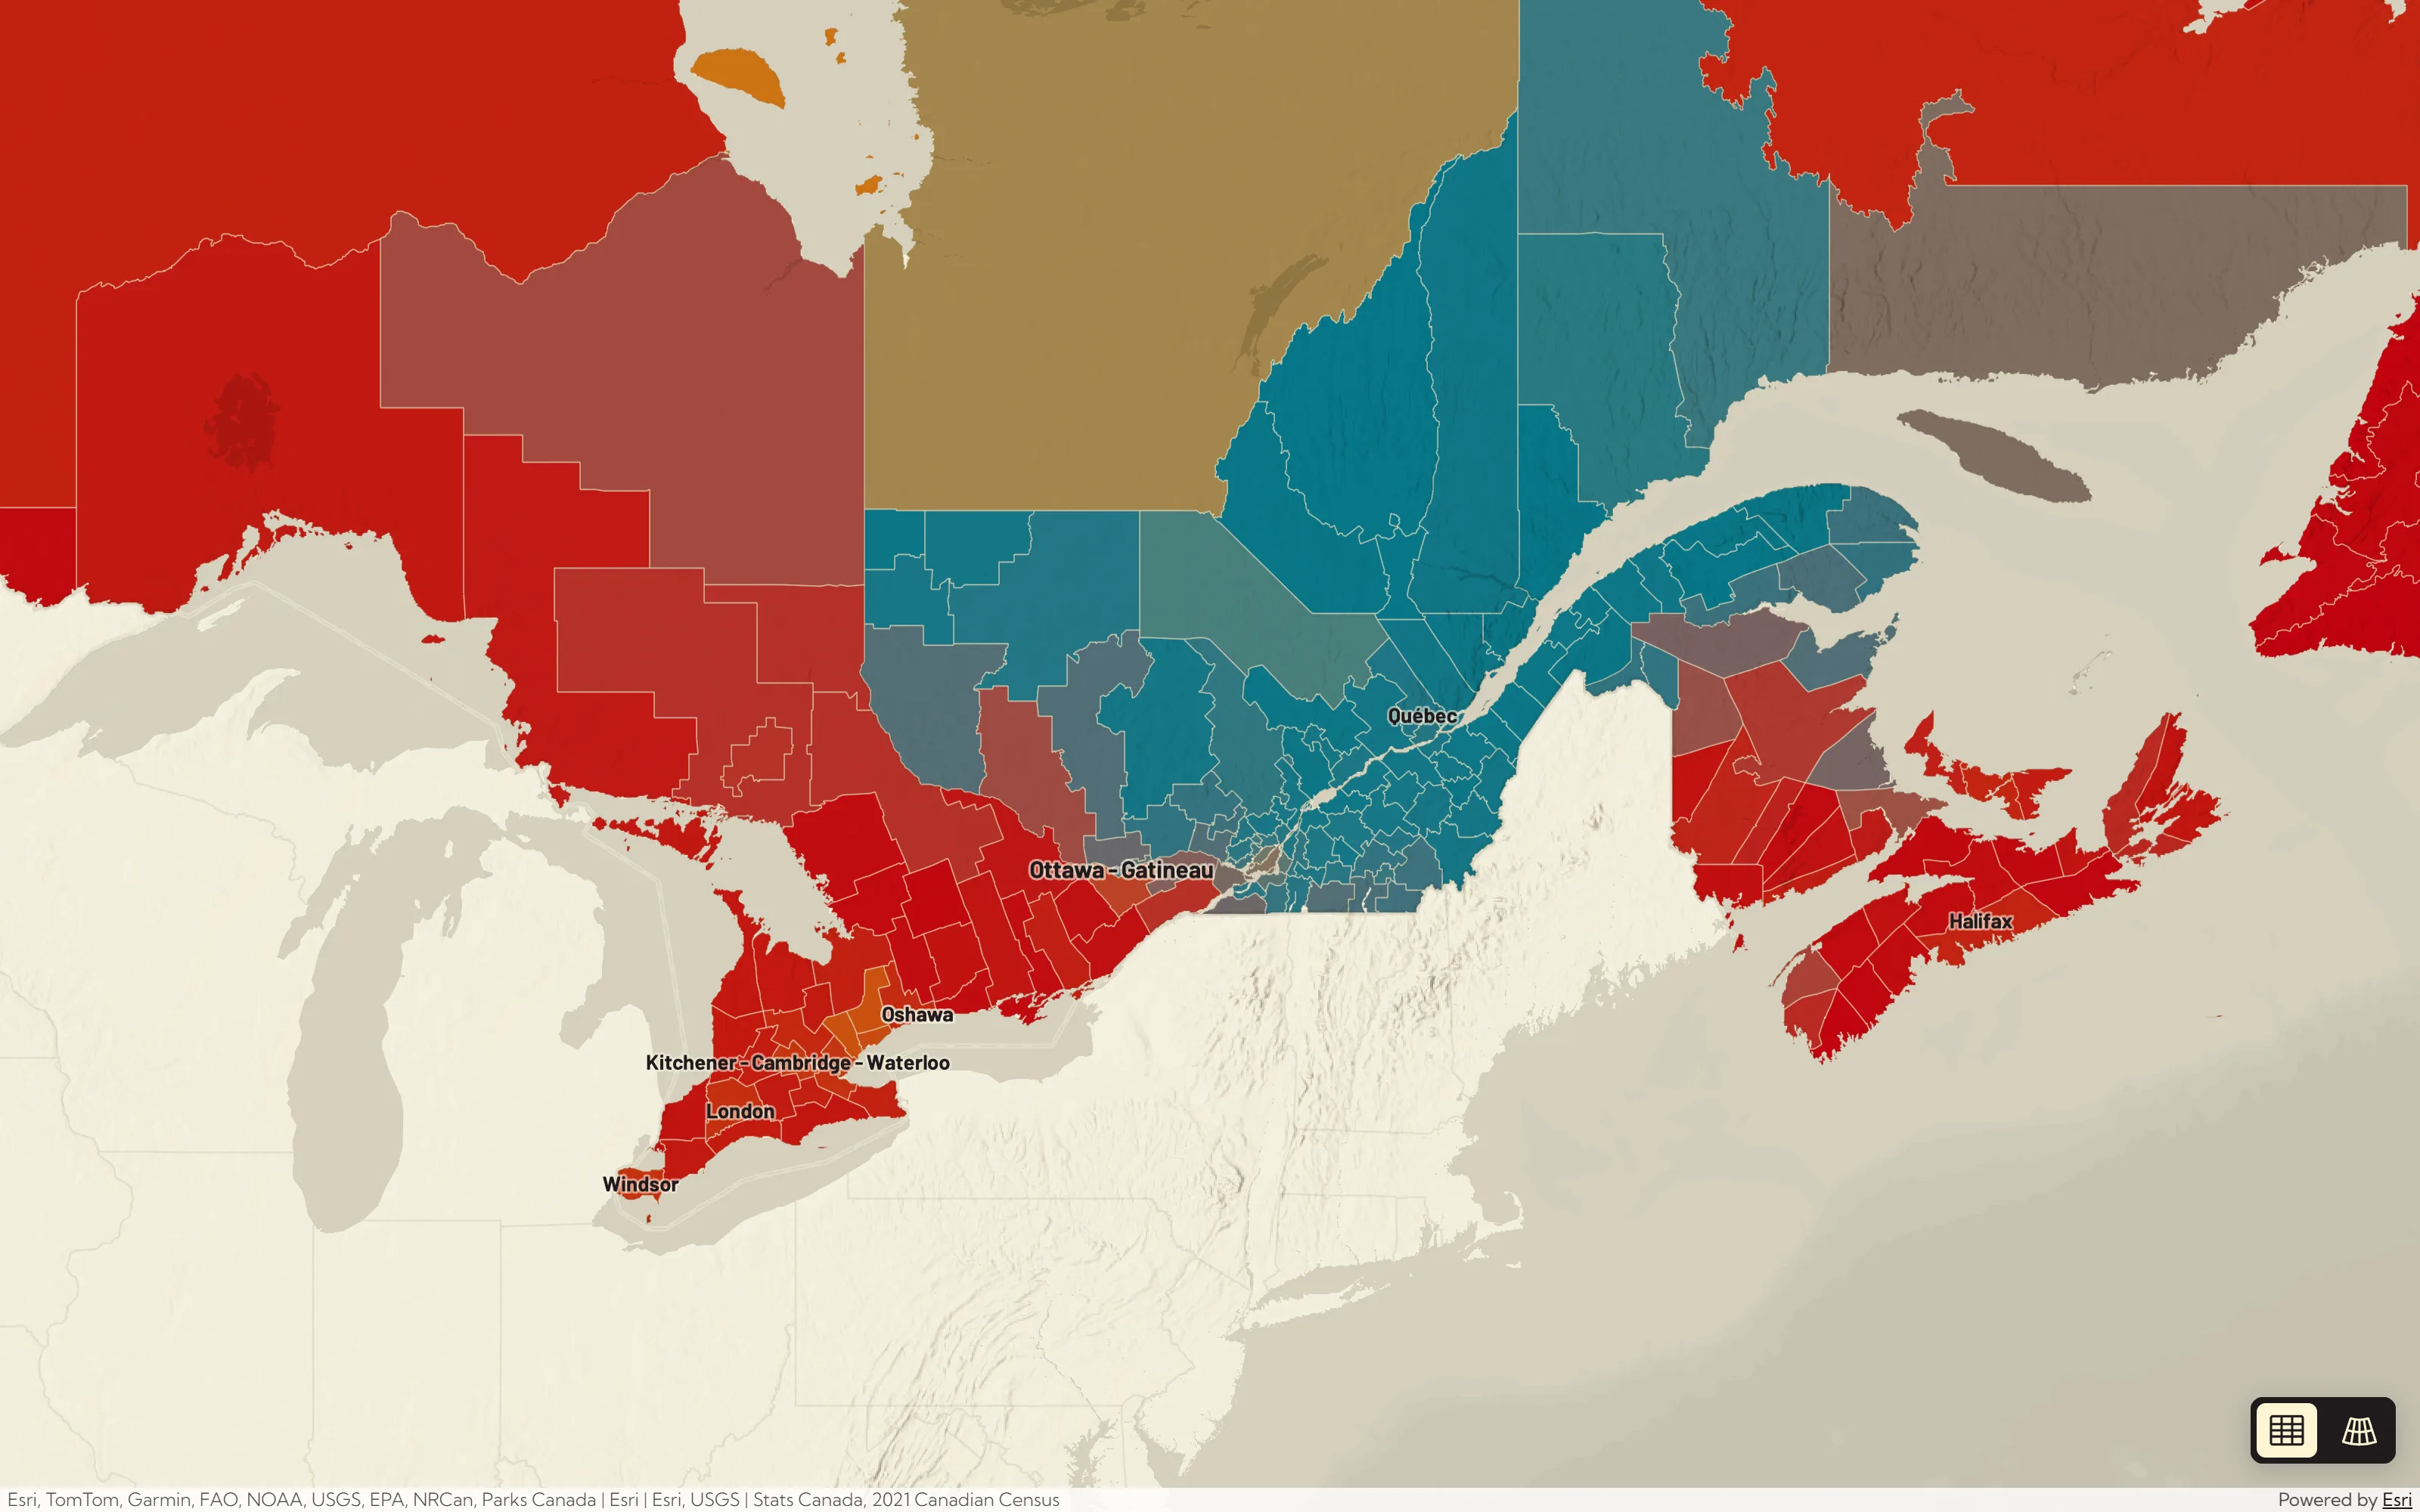 Québec
Ottawa - Gatineau
Halifax
Oshawa
Kitchener - Cambridge - Waterloo
London
Windsor
Esri, TomTom, Garmin, FAO, NOAA, USGS, EPA, NRCan, Parks Canada | Esri | Esri, USGS | Stats Canada, 2021 Canadian Census
Powered by Esri